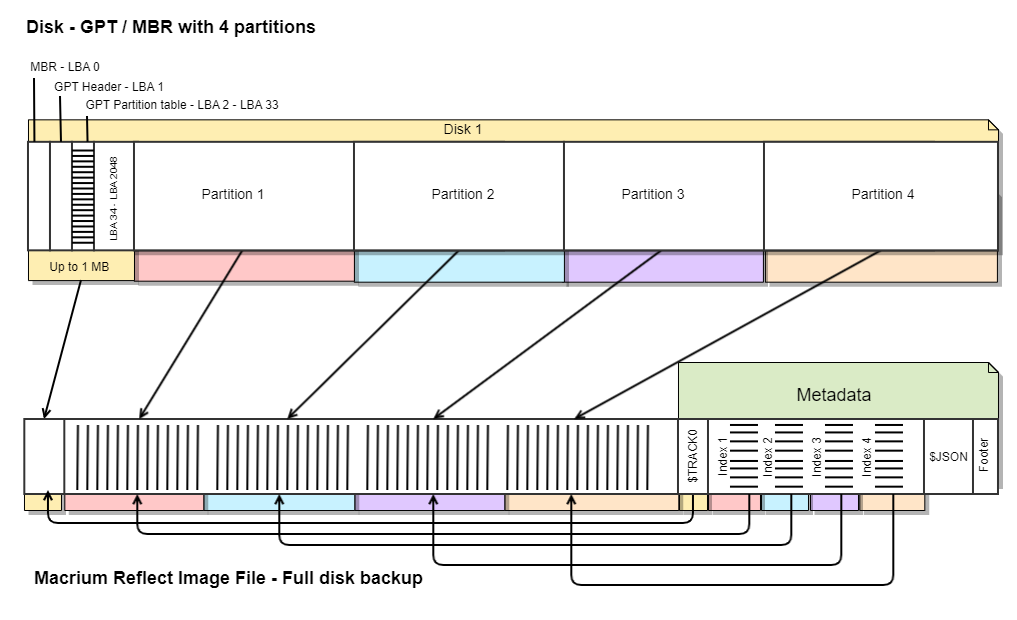 Disk - GPT / MBR with 4 partitions
MBR - LBA 0
GPT Header - LBA 1
GPT Partition table - LBA 2 - LBA 33
Disk 1
LBA 34 - LBA 2048
Partition 1
Partition 2
Partition 3
Partition 4
Up to 1 MB
Metadata
$TRACK0
Index 1
Index 2
Index 3
Index 4
$JSON
Footer
Macrium Reflect Image File - Full disk backup